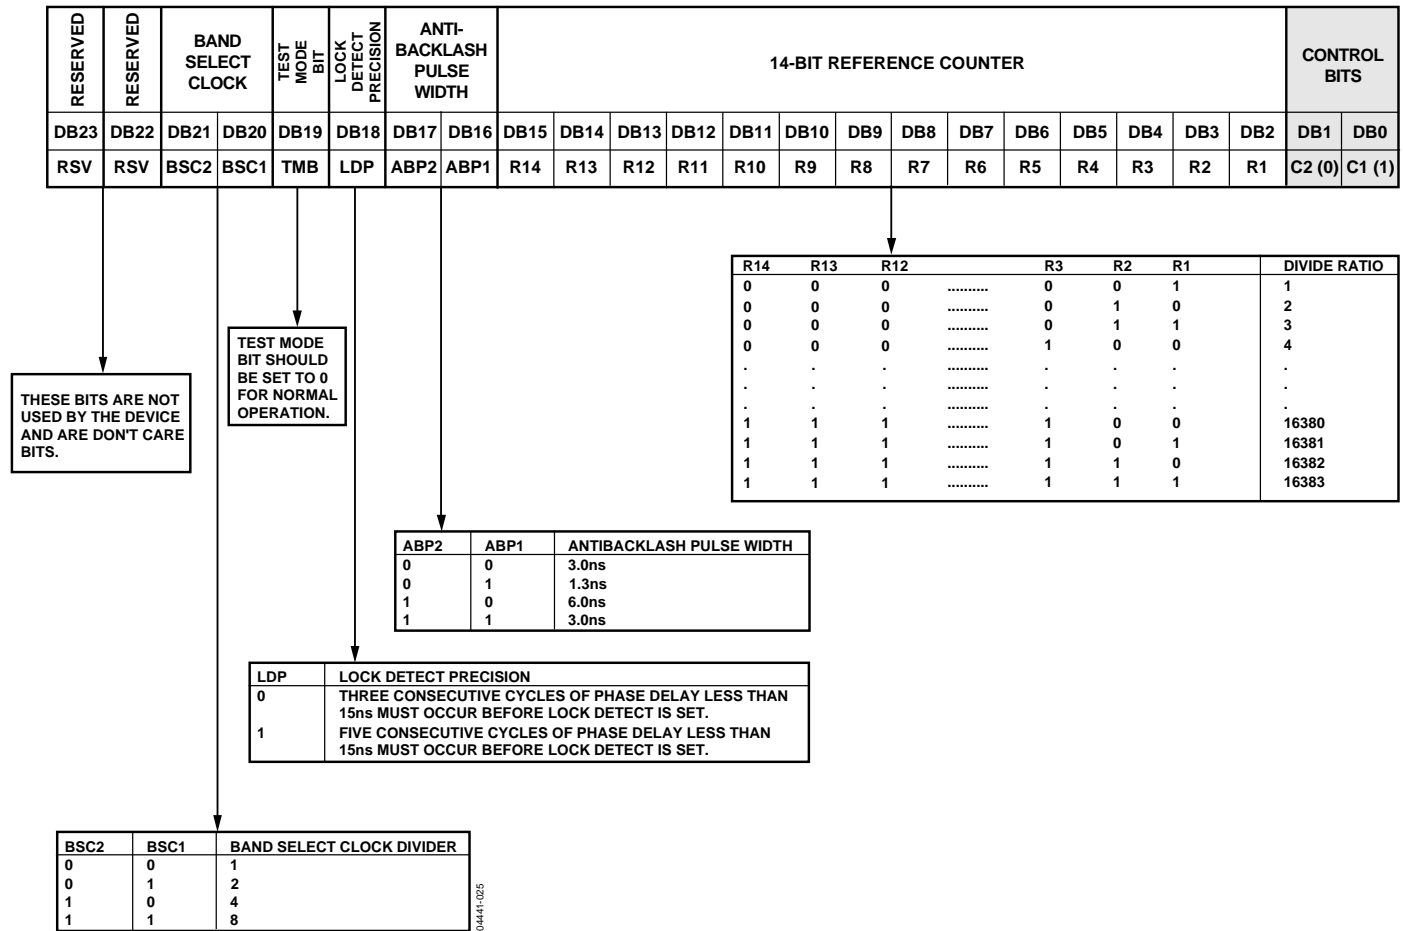 RESERVED
RESERVED
BAND
SELECT
CLOCK
TEST
MODE
BIT
LOCK
DETECT
PRECISION
ANTI-
BACKLASH
PULSE
WIDTH
14-BIT REFERENCE COUNTER
CONTROL
BITS
DB23 DB22 DB21 DB20 DB19 DB18 DB17 DB16 DB15 DB14 DB13 DB12 DB11 DB10 DB9 DB8 DB7 DB6 DB5 DB4 DB3 DB2 DB1 DB0
RSV RSV BSC2 BSC1 TMB LDP ABP2 ABP1 R14 R13 R12 R11 R10 R9 R8 R7 R6 R5 R4 R3 R2 R1 C2 (0) C1 (1)
R14 R13 R12 R3 R2 R1 DIVIDE RATIO
0 0 0 .......... 0 0 1 1
0 0 0 .......... 0 1 0 2
0 0 0 .......... 0 1 1 3
0 0 0 .......... 1 0 0 4
. . . .......... . . . .
. . . .......... . . . .
. . . .......... . . . .
1 1 1 .......... 1 0 0 16380
1 1 1 .......... 1 0 1 16381
1 1 1 .......... 1 1 0 16382
1 1 1 .......... 1 1 1 16383
TEST MODE
BIT SHOULD
BE SET TO 0
FOR NORMAL
OPERATION.
THESE BITS ARE NOT
USED BY THE DEVICE
AND ARE DON'T CARE
BITS.
ABP2 ABP1 ANTIBACKLASH PULSE WIDTH
0 0 3.0ns
0 1 1.3ns
1 0 6.0ns
1 1 3.0ns
LDP LOCK DETECT PRECISION
0 THREE CONSECUTIVE CYCLES OF PHASE DELAY LESS THAN
15ns MUST OCCUR BEFORE LOCK DETECT IS SET.
1 FIVE CONSECUTIVE CYCLES OF PHASE DELAY LESS THAN
15ns MUST OCCUR BEFORE LOCK DETECT IS SET.
BSC2 BSC1 BAND SELECT CLOCK DIVIDER
0 0 1
0 1 2
1 0 4
1 1 8
04441-025